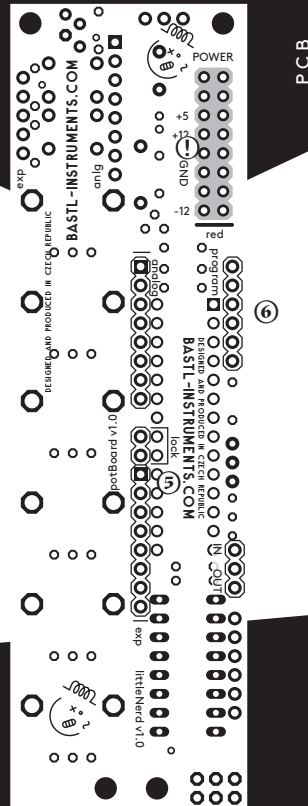 PCB
POWER
+5
+12
!
GND
-12
red
exp
anlg
BASTL-INSTRUMENTS.COM
DESIGNED AND PRODUCED IN CZECH REPUBLIC
analog
program
6
DESIGNED AND PRODUCED IN CZECH REPUBLIC
BASTL-INSTRUMENTS.COM
potBoard v1.0
lock
5
IN
OUT
exp
littleNerd v1.0